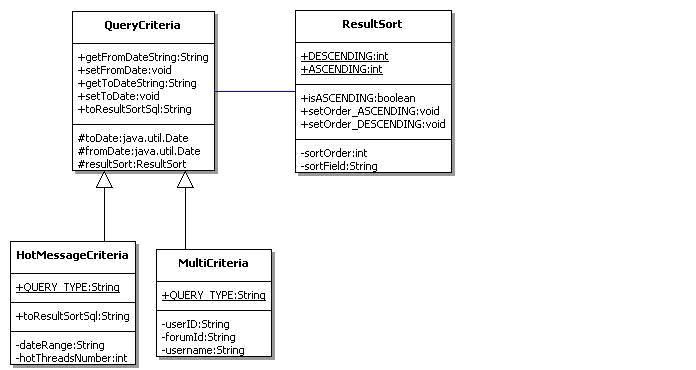 QueryCriteria
+getFromDateString:String
+setFromDate:void
+getToDateString:String
+setToDate:void
+toResultSortSql:String
#toDate:java.util.Date
#fromDate:java.util.Date
#resultSort:ResultSort
ResultSort
+DESCENDING:int
+ASCENDING:int
+isASCENDING:boolean
+setOrder_ASCENDING:void
+setOrder_DESCENDING:void
-sortOrder:int
-sortField:String
HotMessageCriteria
+QUERY_TYPE:String
+toResultSortSql:String
-dateRange:String
-hotThreadsNumber:int
MultiCriteria
+QUERY_TYPE:String
-userID:String
-forumId:String
-username:String